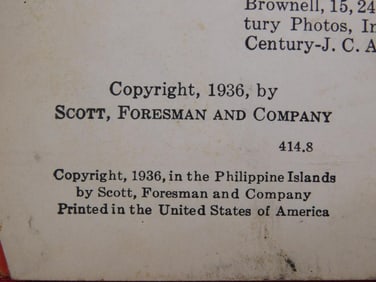 Brownell, 15, 24
tury Photos, In
Century-J. C. A
Copyright, 1936, by
SCOTT, FORESMAN AND COMPANY
414.8
Copyright, 1936, in the Philippine Islands
by Scott, Foresman and Company
Printed in the United States of America